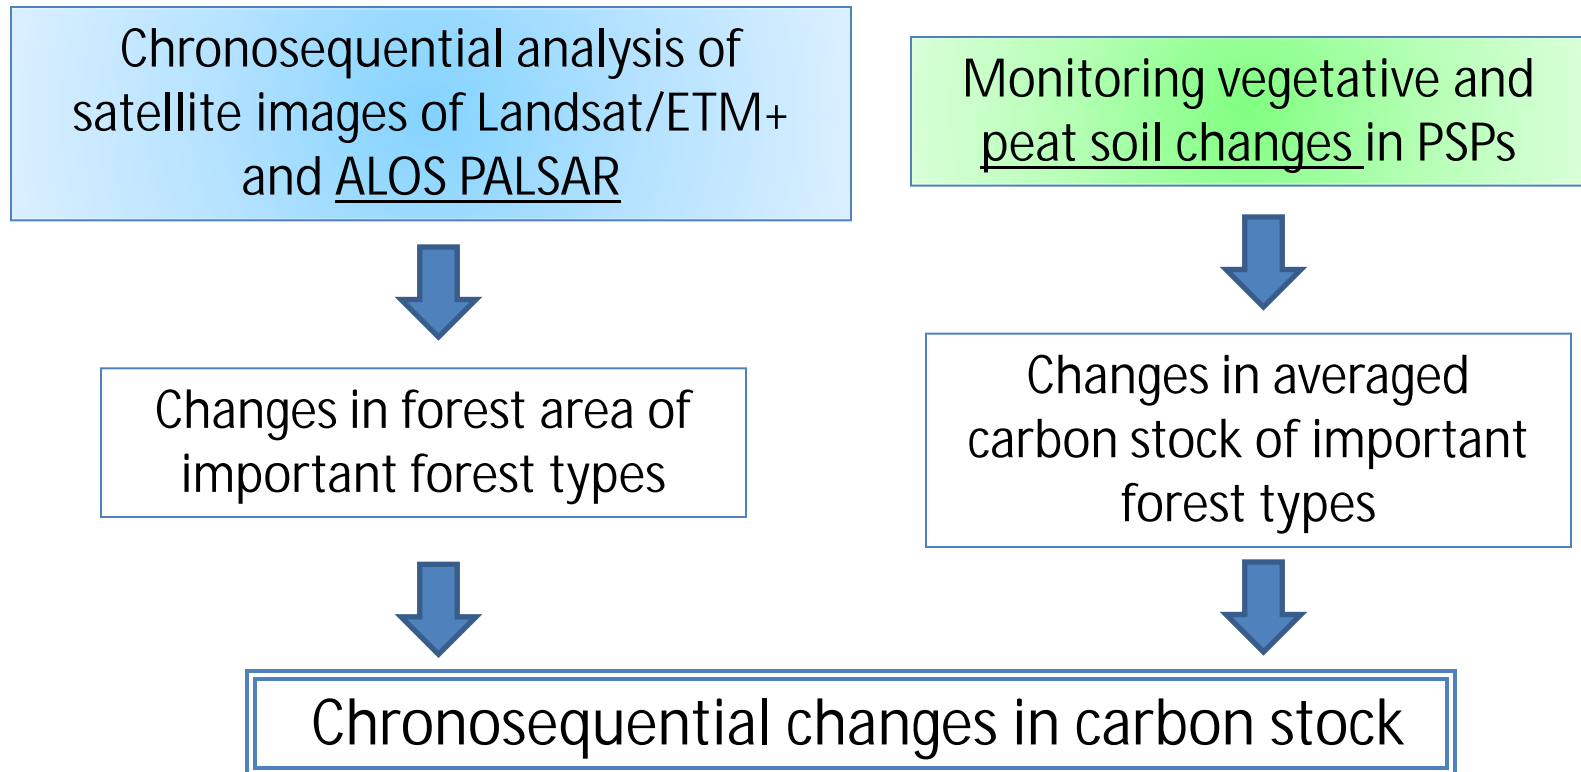 Chronosequential analysis of
satellite images of Landsat/ETM+
and ALOS PALSAR
Monitoring vegetative and
peat soil changes in PSPs
Changes in forest area of
important forest types
Changes in averaged
carbon stock of important
forest types
Chronosequential changes in carbon stock